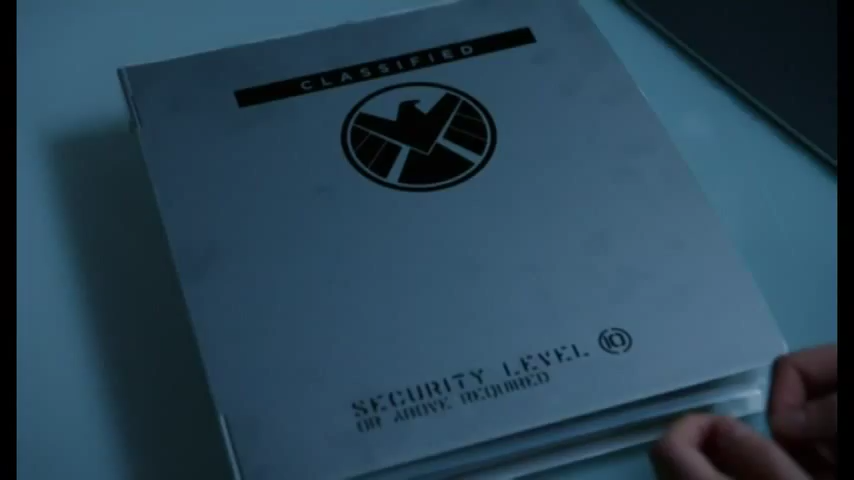 CLASSIFIED
SECURITY LEVEL 10
OR ABOVE REQUIRED